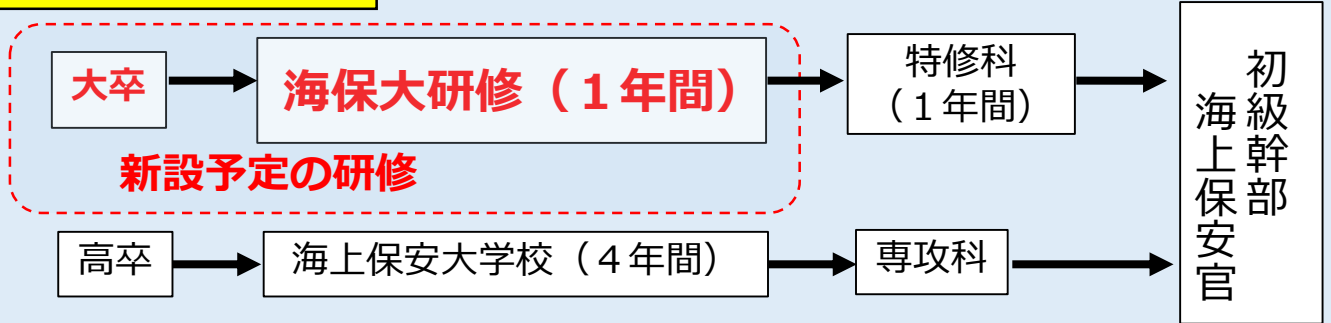 大卒
海保大研修（１年間）
特修科
（１年間）
新設予定の研修
高卒
海上保安大学校（４年間）
専攻科
初級幹部
海上保安官